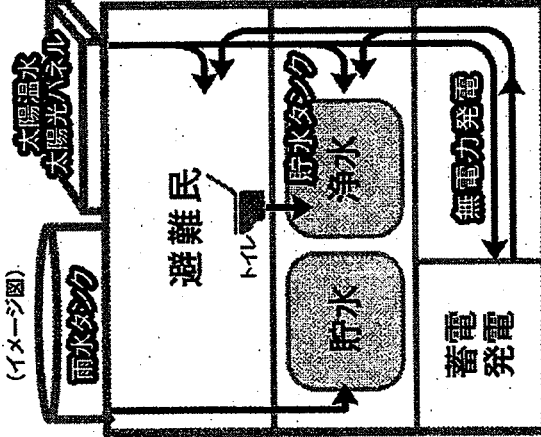 (イメージ図)
雨水タンク
太陽温水
太陽光パネル
避難民
トイレ
貯水タンク
貯水
浄水
無電力発電
蓄電
発電